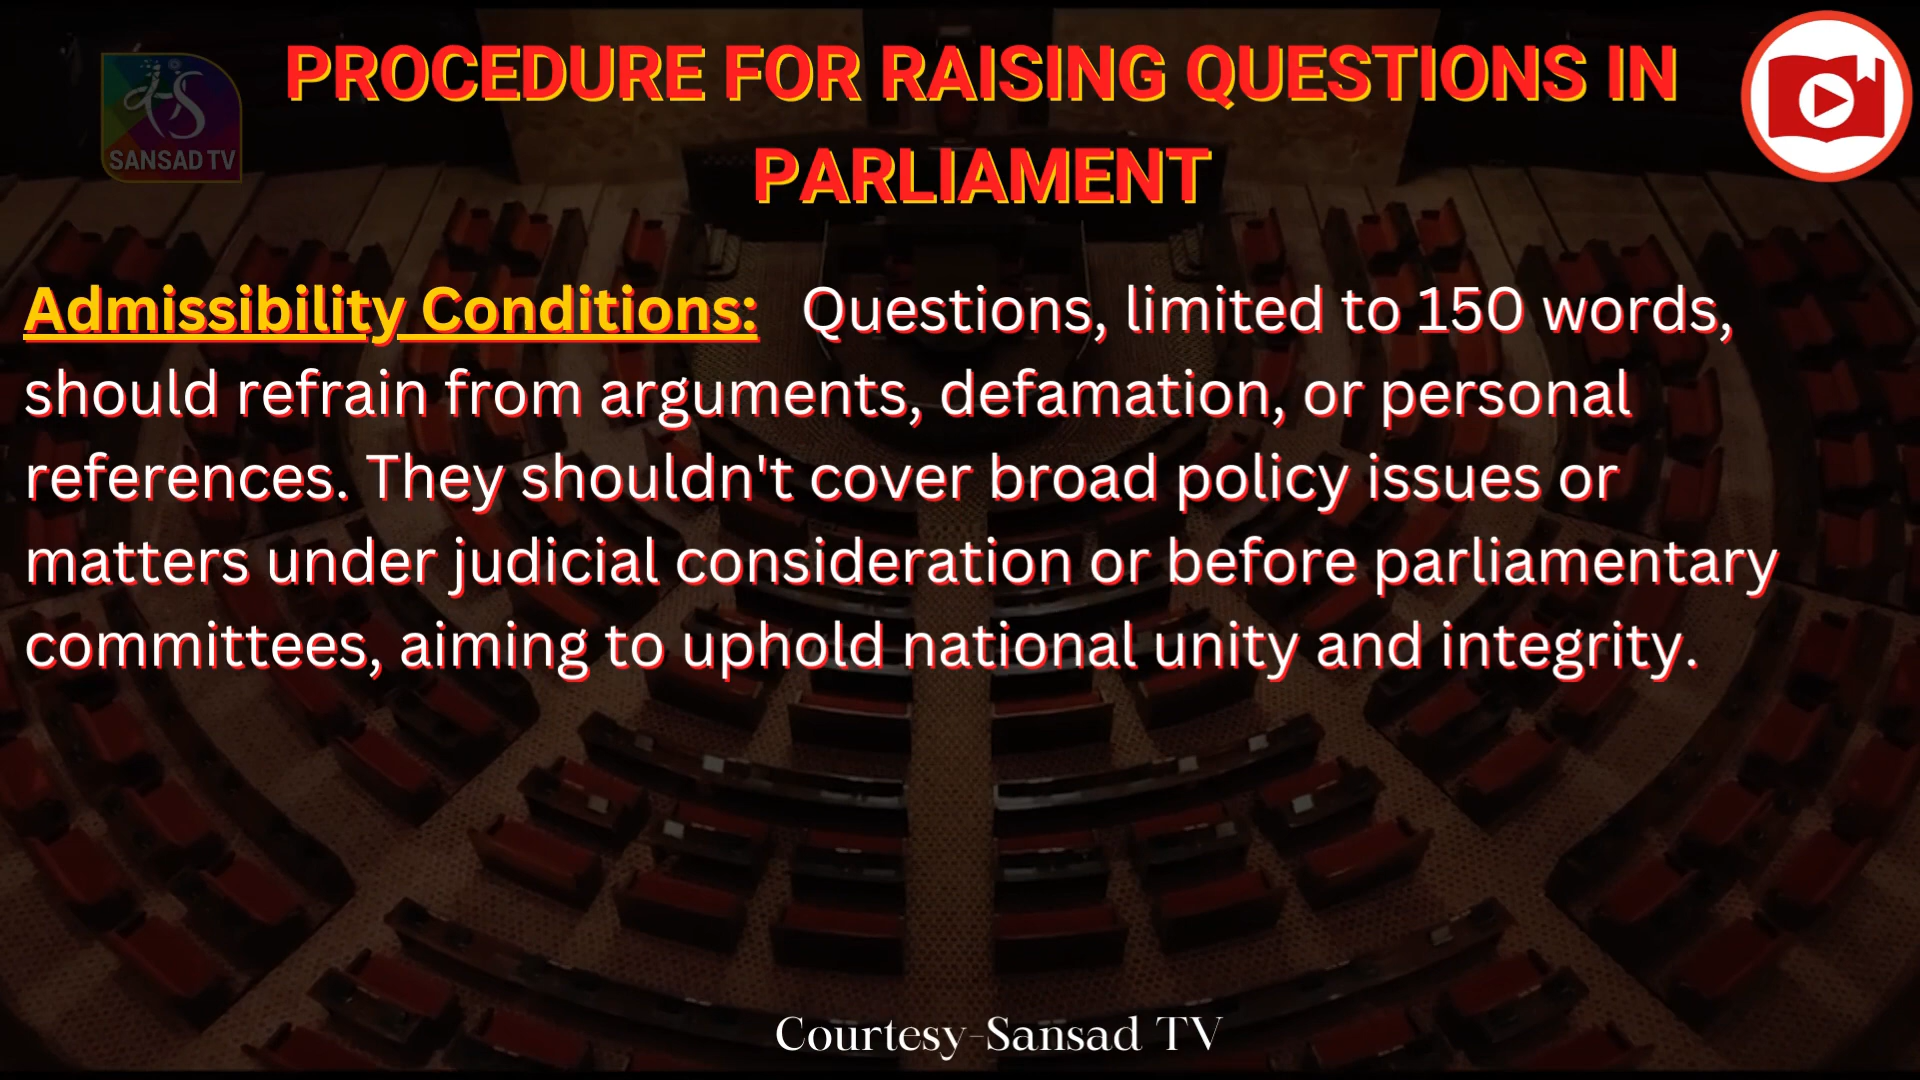 SANSAD TV
PROCEDURE FOR RAISING QUESTIONS IN
PARLIAMENT
Admissibility Conditions: Questions, limited to 150 words,
should refrain from arguments, defamation, or personal
references. They shouldn't cover broad policy issues or
matters under judicial consideration or before parliamentary
committees, aiming to uphold national unity and integrity.
Courtesy-Sansad TV